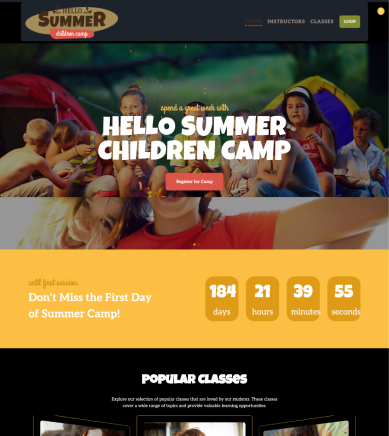 HELLO
SUMMER
children camp
INSTRUCTORS
CLASSES
LOGIN
spend a great week with
HELLO SUMMER
CHILDREN CAMP
Register for Camp
until first session
Don't Miss the First Day
of Summer Camp!
184
days
21
hours
39
minutes
55
seconds
POPULAR CLASSES
Explore our selection of popular classes that are loved by our students. These classes
cover a wide range of topics and provide valuable learning opportunities.